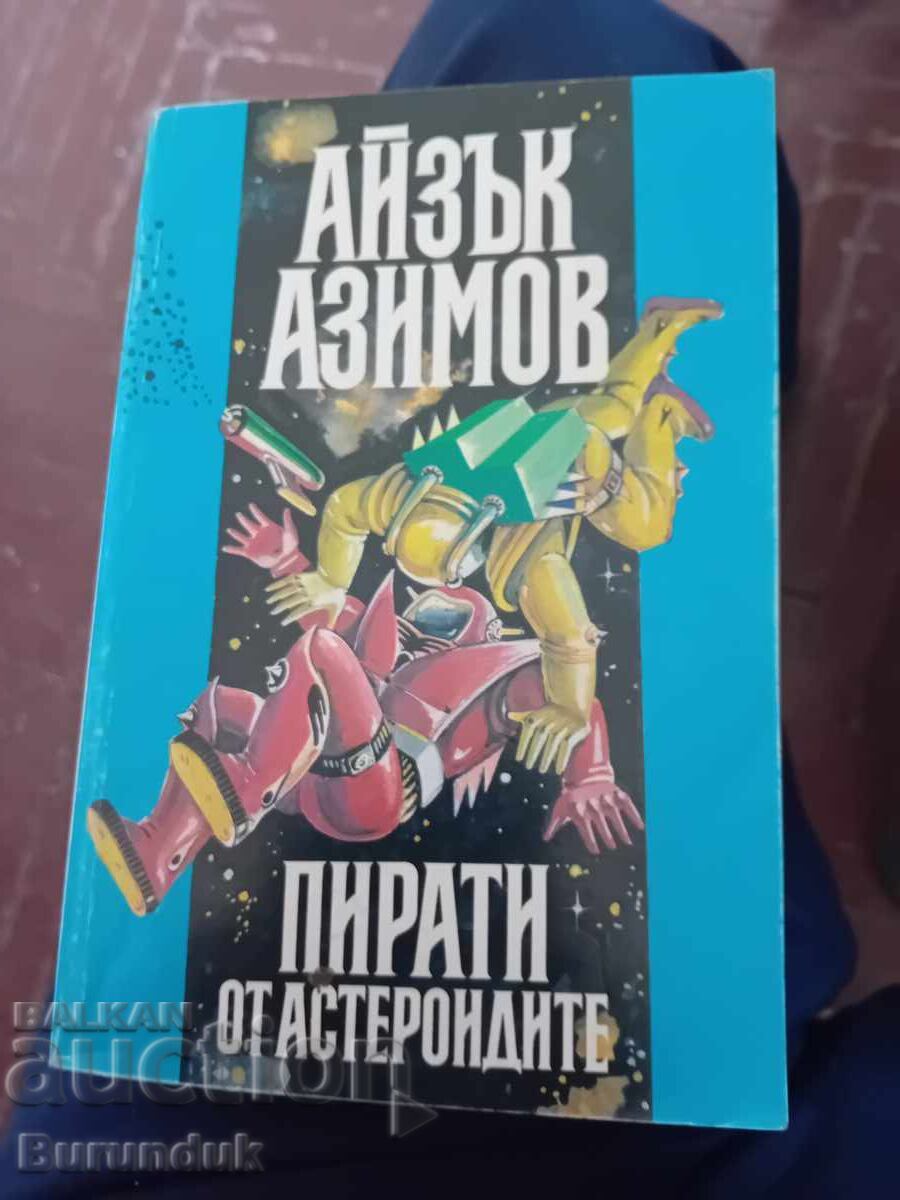 АЙЗЪК
АЗИМОВ
ПИРАТИ
ОТ АСТЕРОИДИТЕ
BALKAN
auction
Burunduk